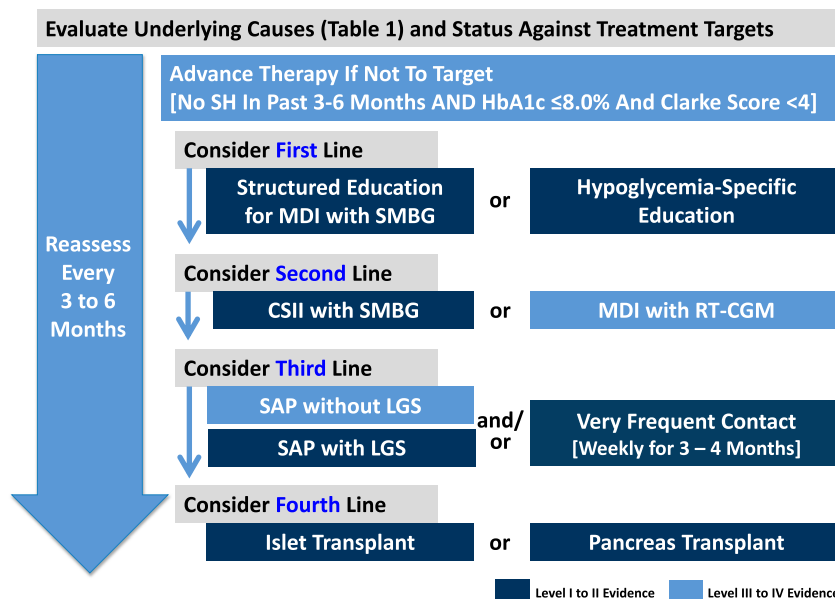 Evaluate Underlying Causes (Table 1) and Status Against Treatment Targets
Advance Therapy If Not To Target
[No SH In Past 3-6 Months AND HbA1c ≤8.0% And Clarke Score <4]
Reassess
Every
3 to 6
Months
Consider First Line
Structured Education
for MDI with SMBG
or
Hypoglycemia-Specific
Education
Consider Second Line
CSII with SMBG
or
MDI with RT-CGM
Consider Third Line
SAP without LGS
SAP with LGS
and/
or
Very Frequent Contact
[Weekly for 3 – 4 Months]
Consider Fourth Line
Islet Transplant
or
Pancreas Transplant
Level I to II Evidence
Level III to IV Evidence